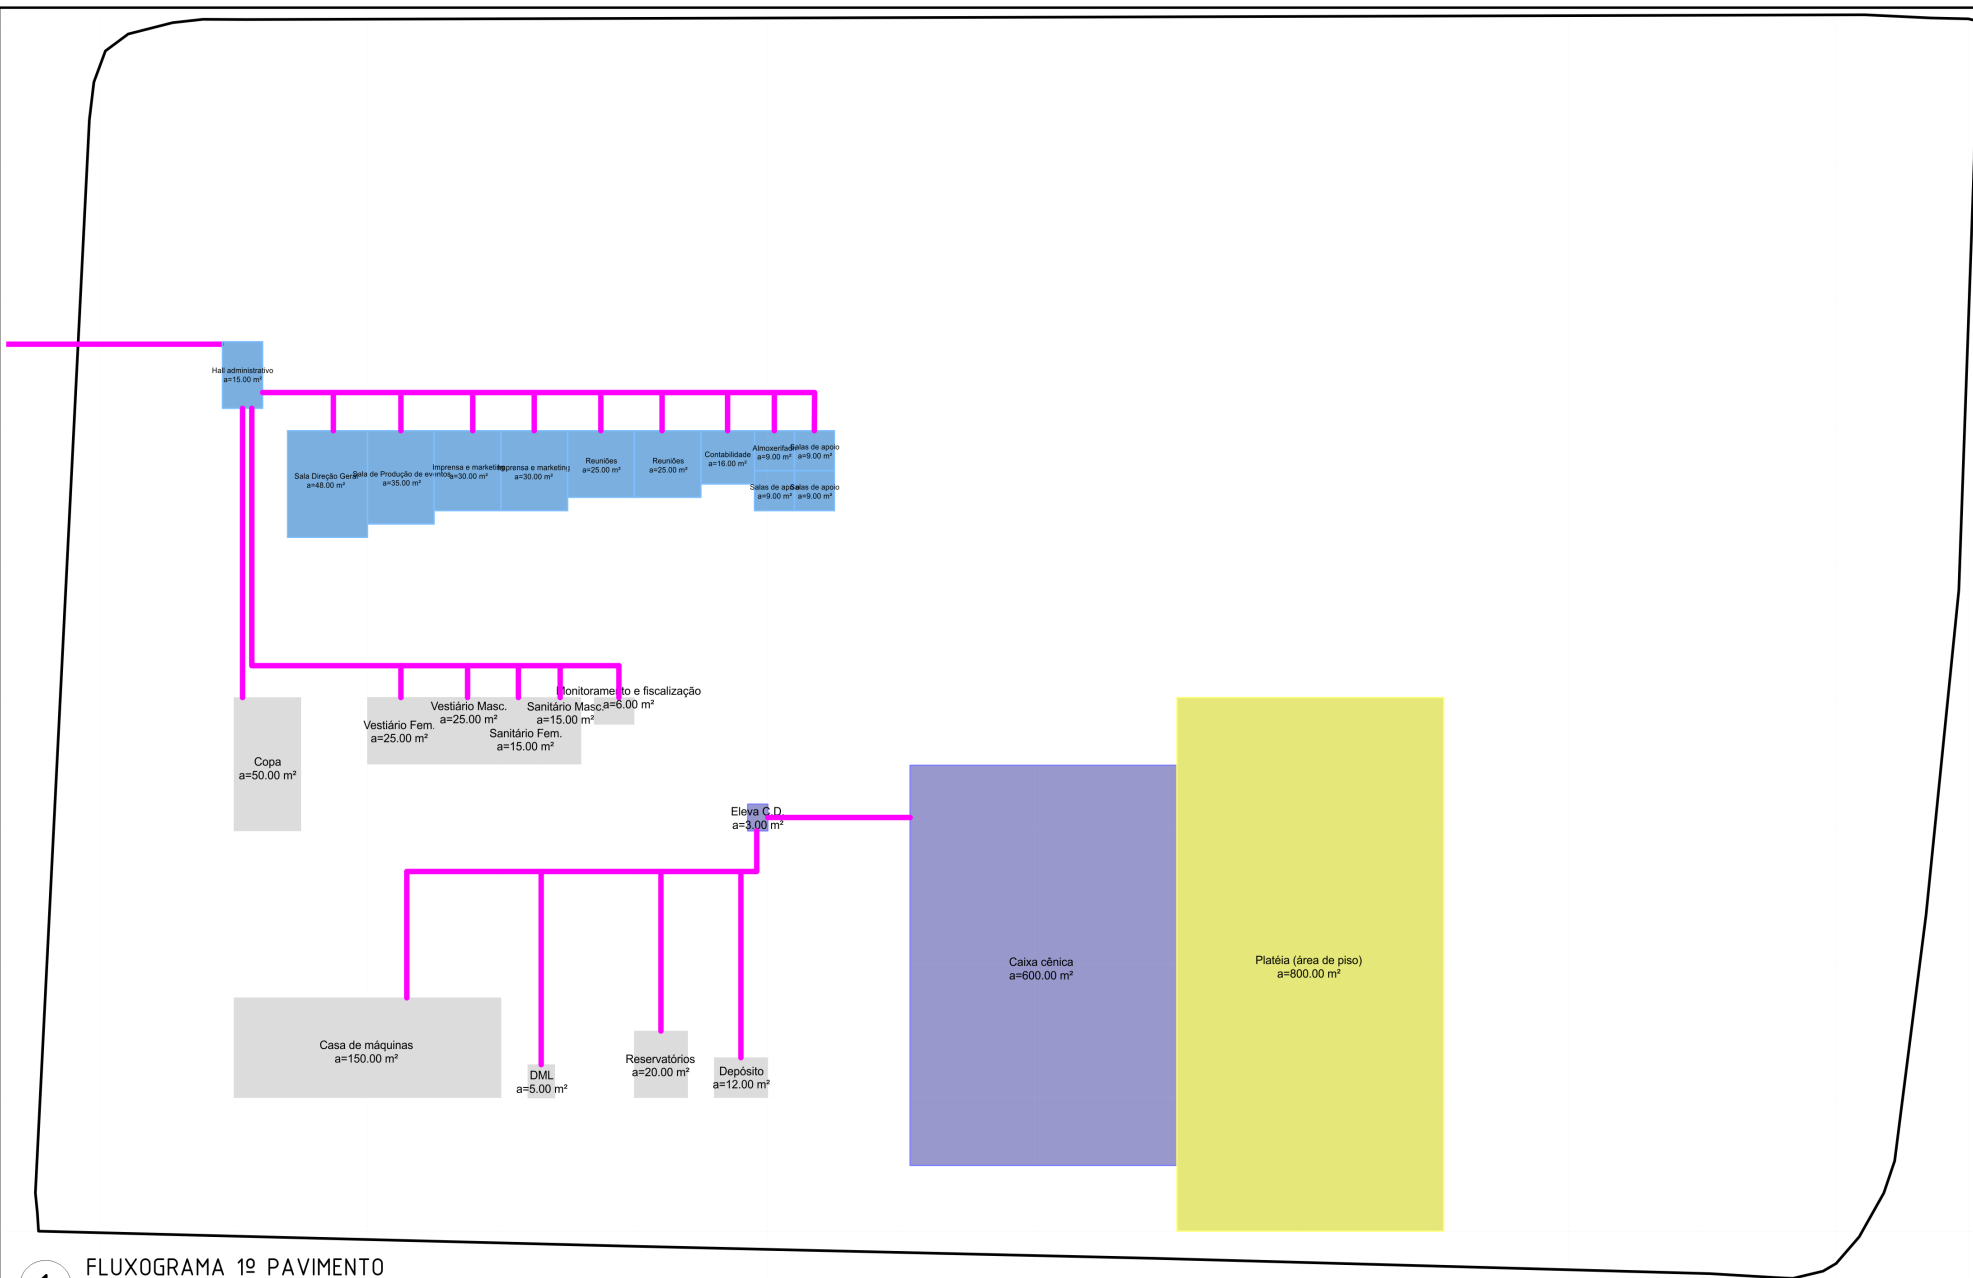 Hall administrativo
a=15.00 m²
Sala Direção Geral
a=48.00 m²
Sala de Produção de eventos
a=35.00 m²
Imprensa e marketing
a=30.00 m²
Imprensa e marketing
a=30.00 m²
Reuniões
a=25.00 m²
Reuniões
a=25.00 m²
Contabilidade
a=16.00 m²
Almoxerifado
a=9.00 m²
Salas de apoio
a=9.00 m²
Salas de apoio
a=9.00 m²
Salas de apoio
a=9.00 m²
Monitoramento e fiscalização
a=6.00 m²
Vestiário Fem.
a=25.00 m²
Vestiário Masc.
a=25.00 m²
Sanitário Fem.
a=15.00 m²
Sanitário Masc.
a=15.00 m²
Copa
a=50.00 m²
Eleva C.D.
a=3.00 m²
Caixa cênica
a=600.00 m²
Platéia (área de piso)
a=800.00 m²
Casa de máquinas
a=150.00 m²
DML
a=5.00 m²
Reservatórios
a=20.00 m²
Depósito
a=12.00 m²
FLUXOGRAMA 1º PAVIMENTO